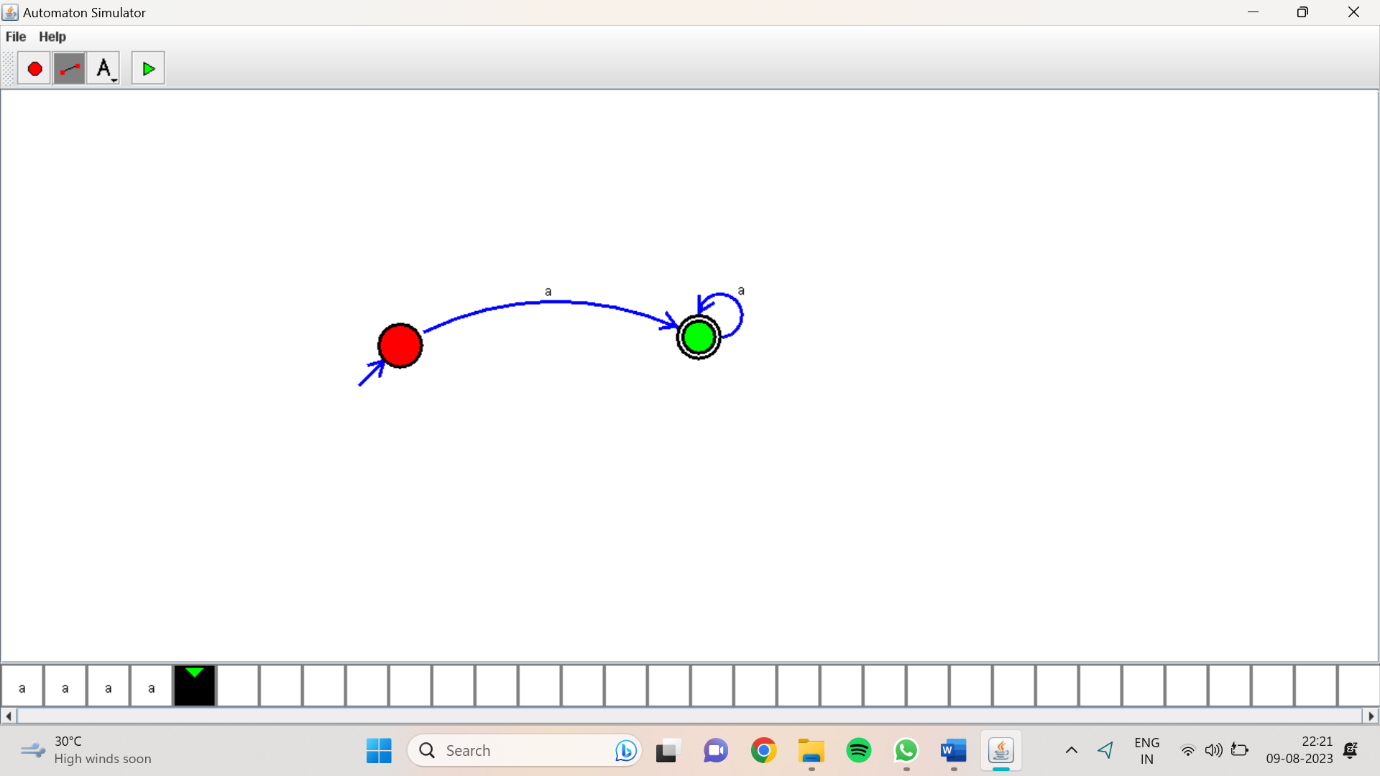 Automaton Simulator
File Help
A
a
a
a a a a
30°C
High winds soon
Search
ENG
IN
22:21
09-08-2023